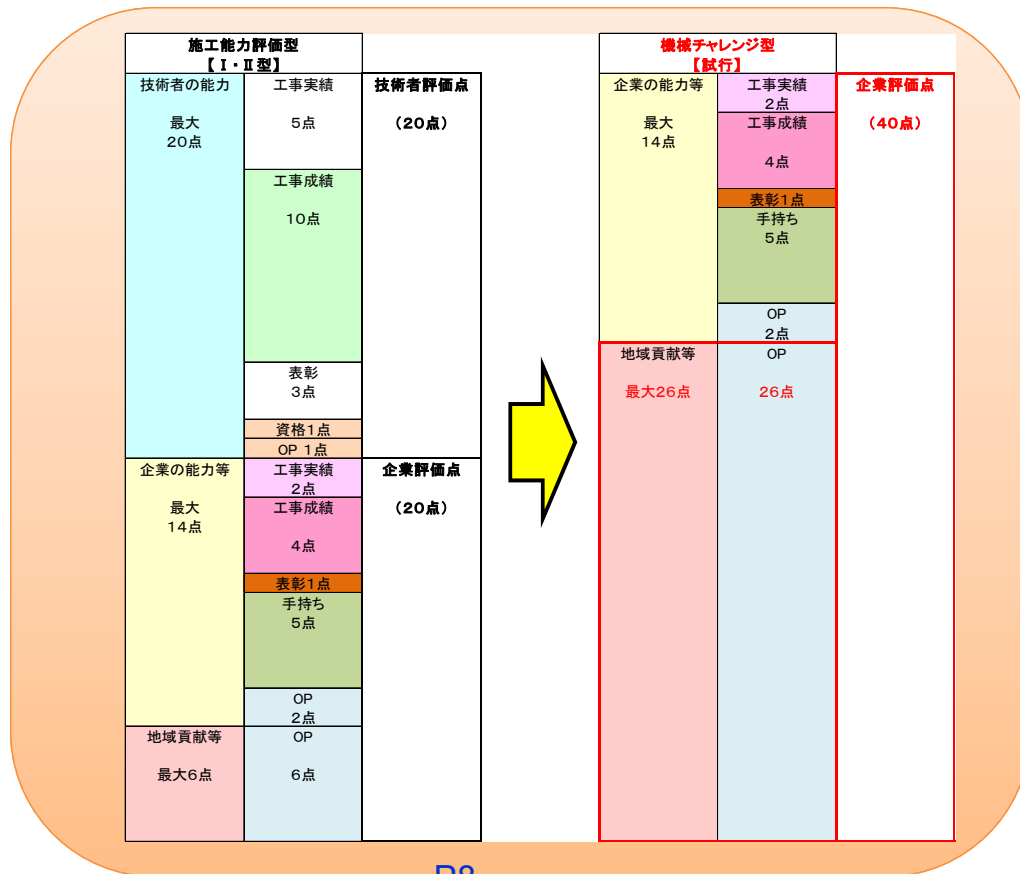 施工能力評価型
【Ⅰ・Ⅱ型】
技術者の能力
最大
20点
工事実績
5点
工事成績
10点
表彰
3点
資格1点
OP 1点
技術者評価点
(20点)
企業の能力等
最大
14点
工事実績
2点
工事成績
4点
表彰1点
手持ち
5点
OP
2点
企業評価点
(20点)
地域貢献等
最大6点
OP
6点
機械チャレンジ型
【試行】
企業の能力等
最大
14点
工事実績
2点
工事成績
4点
表彰1点
手持ち
5点
OP
2点
企業評価点
(40点)
地域貢献等
最大26点
OP
26点